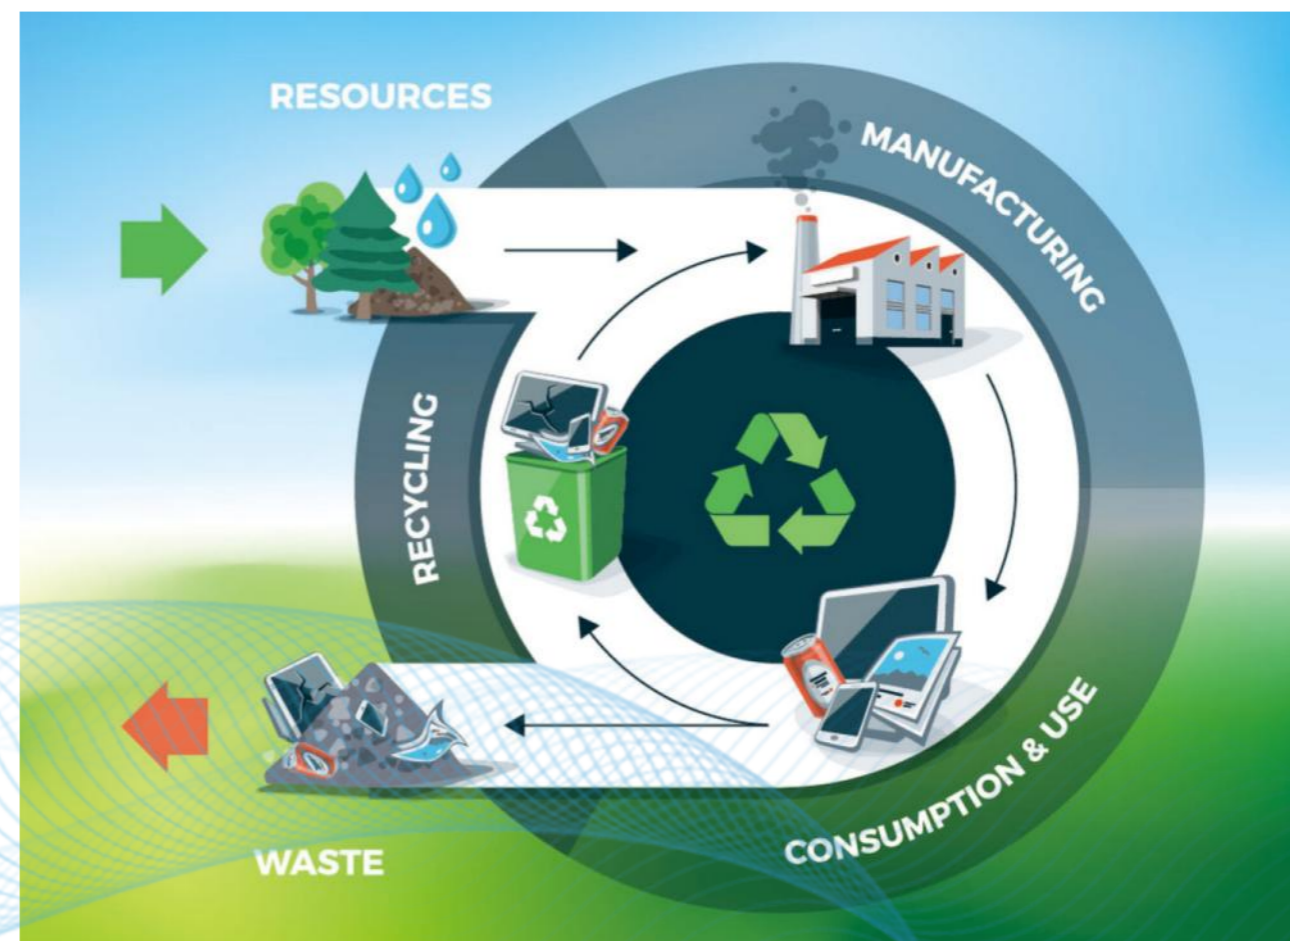 RESOURCES
MANUFACTURING
RECYCLING
CONSUMPTION & USE
WASTE